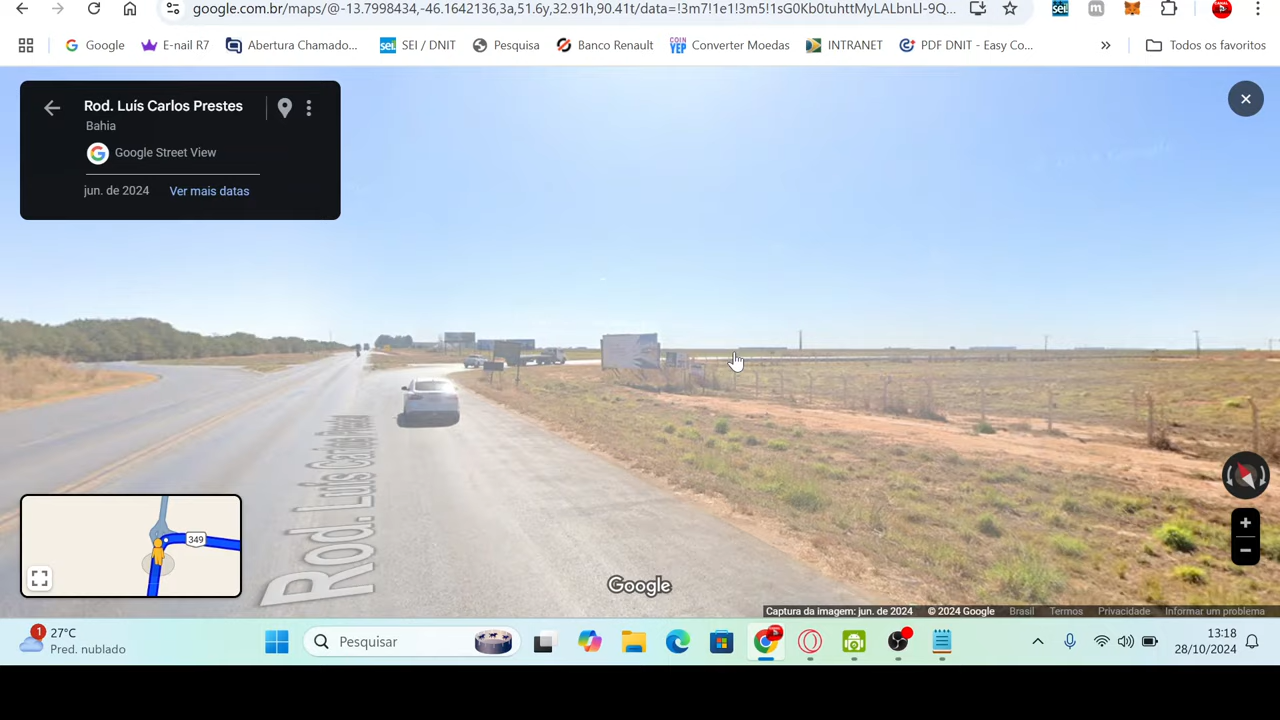 google.com.br/maps/@-13.7998434,-46.1642136,3a,51.6y,32.91h,90.41t/data=!3m7!1e1!3m5!1sG0Kb0tuhttMyLALbnLl-9Q...
Google
E-nail R7
Abertura Chamado...
SEI / DNIT
Pesquisa
Banco Renault
COIN YEP Converter Moedas
INTRANET
PDF DNIT - Easy Co...
»
Todos os favoritos
Rod. Luís Carlos Prestes
Bahia
Google Street View
jun. de 2024 Ver mais datas
Rod. Luís Carlos Prestes
349
Google
Captura da imagem: jun. de 2024 © 2024 Google Brasil Termos Privacidade Informar um problema
1
27°C
Pred. nublado
Pesquisar
13:18
28/10/2024